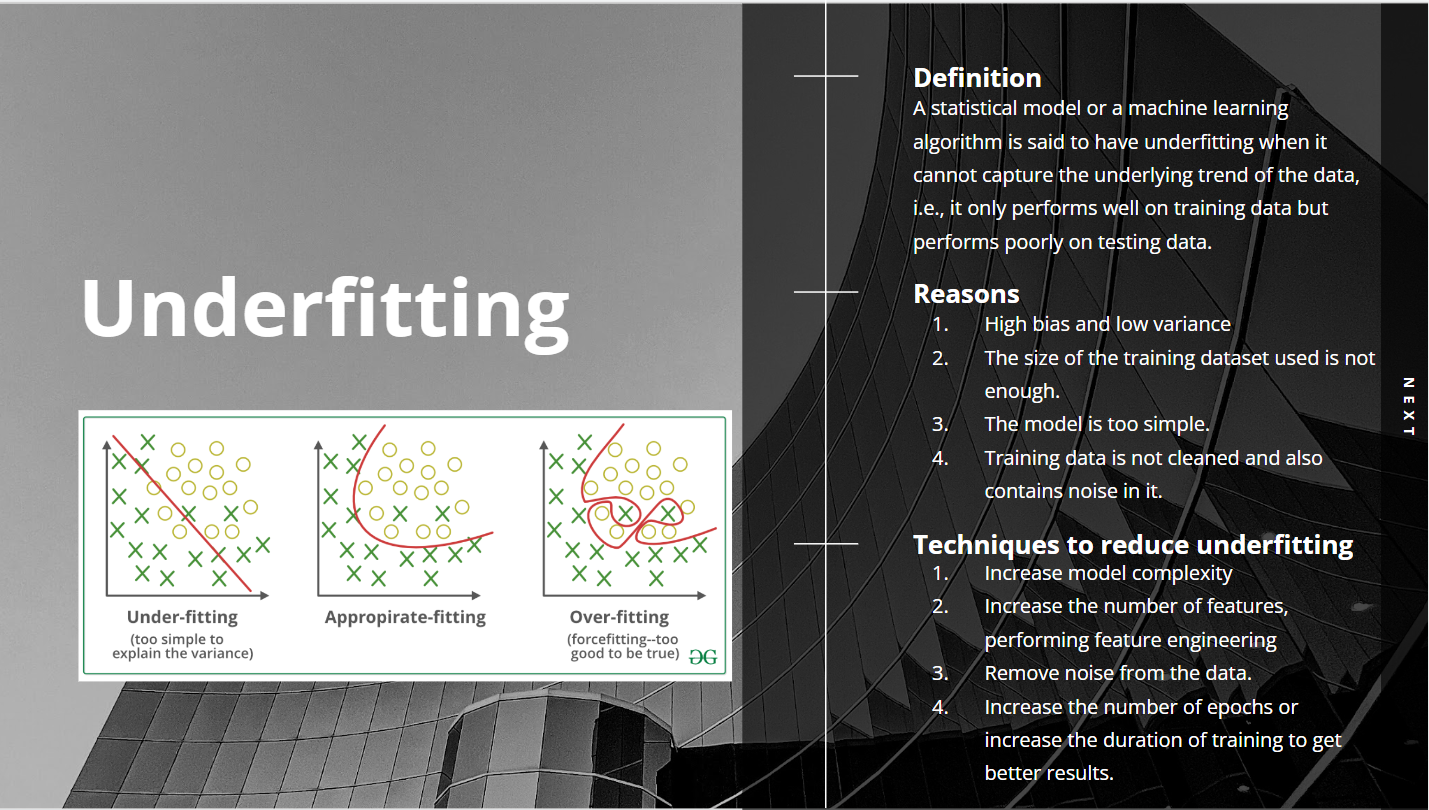 Underfitting
Under-fitting
(too simple to
explain the variance)
Appropirate-fitting
Over-fitting
(forcefitting--too
good to be true)
Definition
A statistical model or a machine learning
algorithm is said to have underfitting when it
cannot capture the underlying trend of the data,
i.e., it only performs well on training data but
performs poorly on testing data.
Reasons
1. High bias and low variance
2. The size of the training dataset used is not
enough.
3. The model is too simple.
4. Training data is not cleaned and also
contains noise in it.
Techniques to reduce underfitting
1. Increase model complexity
2. Increase the number of features,
performing feature engineering
3. Remove noise from the data.
4. Increase the number of epochs or
increase the duration of training to get
better results.
NEXT